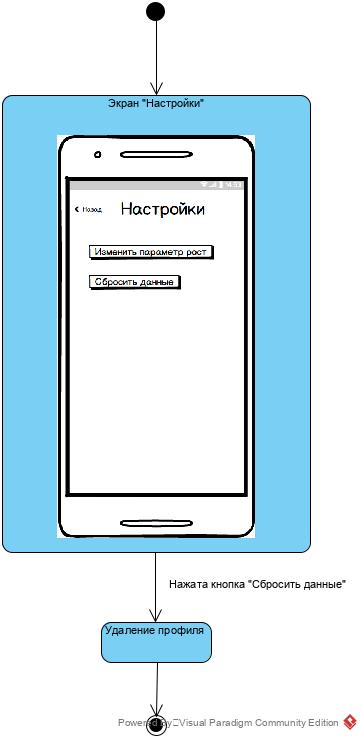 Экран "Настройки"
14:53
Назад
Настройки
Изменить параметр рост
Сбросить данные
Нажата кнопка "Сбросить данные"
Удаление профиля
Powered By Visual Paradigm Community Edition